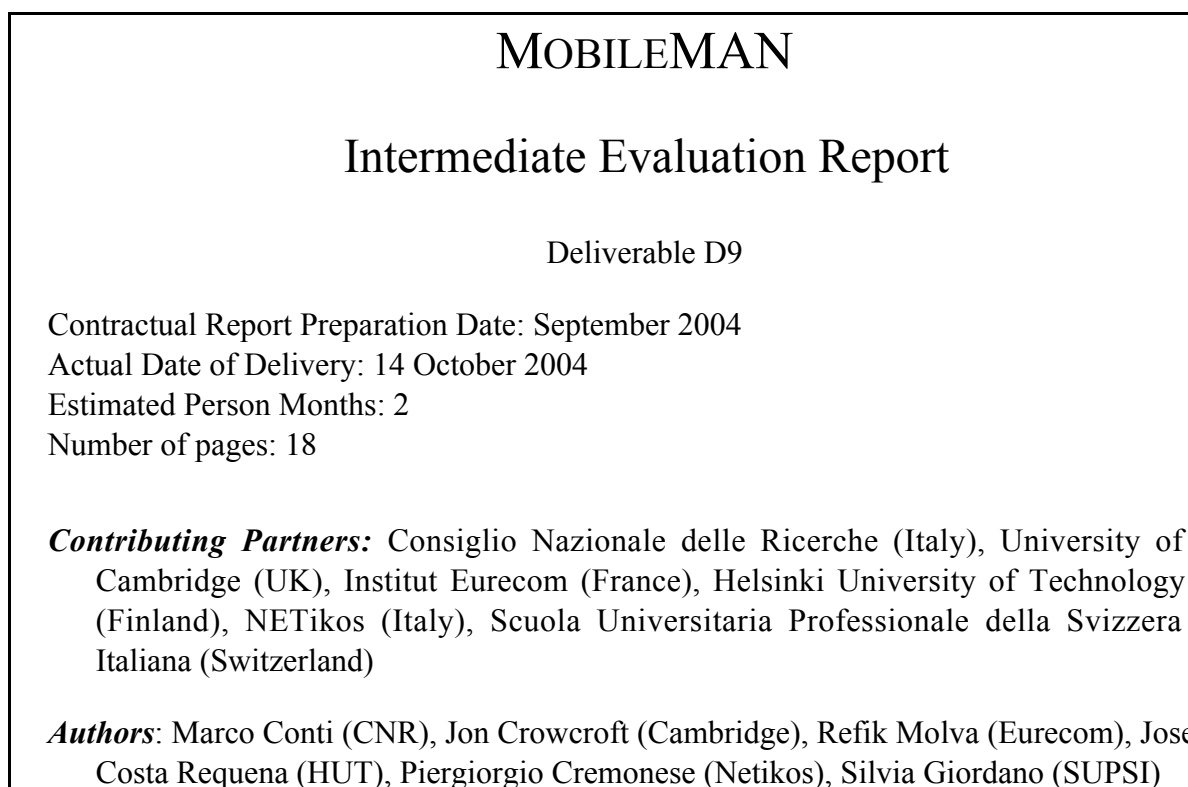 MOBILEMAN
Intermediate Evaluation Report
Deliverable D9
Contractual Report Preparation Date: September 2004
Actual Date of Delivery: 14 October 2004
Estimated Person Months: 2
Number of pages: 18
Contributing Partners: Consiglio Nazionale delle Ricerche (Italy), University of
Cambridge (UK), Institut Eurecom (France), Helsinki University of Technology
(Finland), NETikos (Italy), Scuola Universitaria Professionale della Svizzera
Italiana (Switzerland)
Authors: Marco Conti (CNR), Jon Crowcroft (Cambridge), Refik Molva (Eurecom), Jose
Costa Requena (HUT), Piergiorgio Cremonese (Netikos), Silvia Giordano (SUPSI)